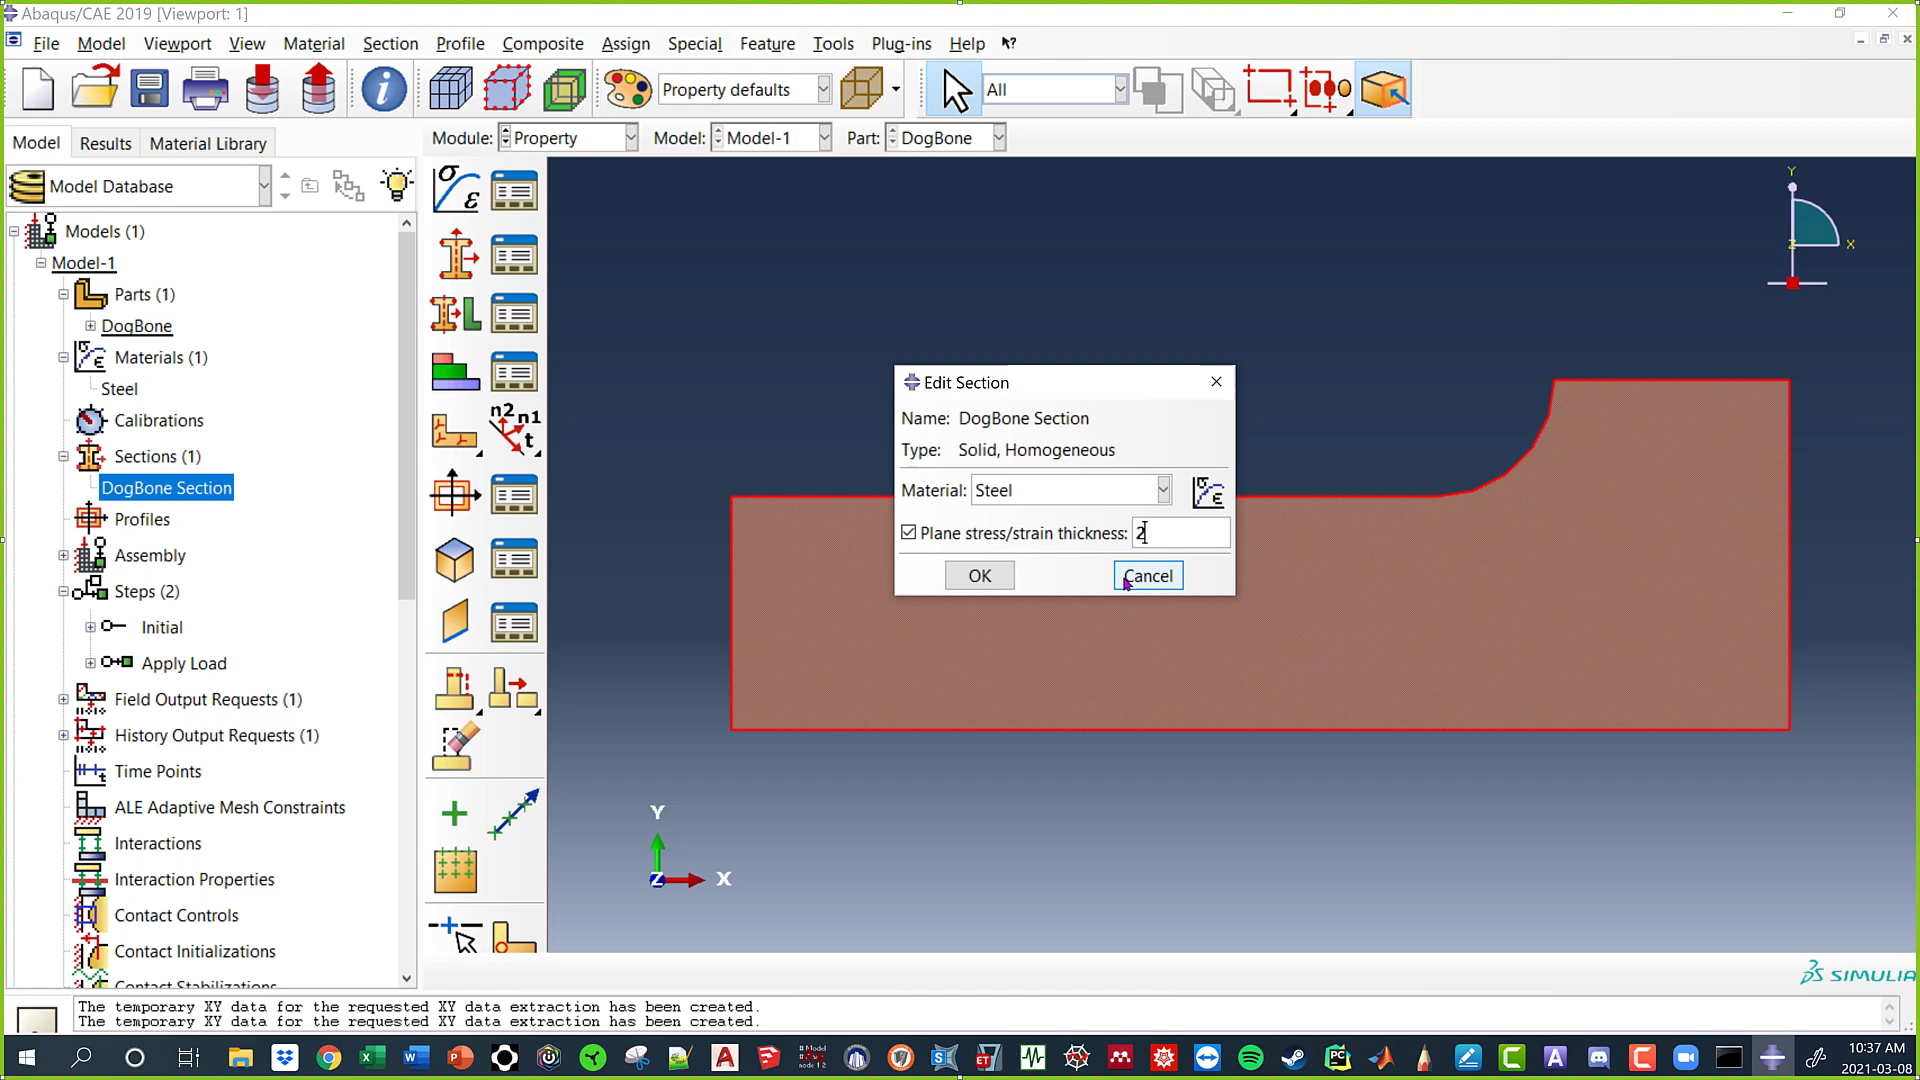 Abaqus/CAE 2019 [Viewport: 1]
File Model Viewport View Material Section Profile Composite Assign Special Feature Tools Plug-ins Help
Property defaults
All
Model Results Material Library
Module: Property Model: Model-1 Part: DogBone
Model Database
Models (1)
Model-1
Parts (1)
DogBone
Materials (1)
Steel
Calibrations
Sections (1)
DogBone Section
Profiles
Assembly
Steps (2)
Initial
Apply Load
Field Output Requests (1)
History Output Requests (1)
Time Points
ALE Adaptive Mesh Constraints
Interactions
Interaction Properties
Contact Controls
Contact Initializations
Contact Stabilizations
σ
ε
n2 n1
t
Edit Section
Name: DogBone Section
Type: Solid, Homogeneous
Material: Steel
Plane stress/strain thickness: 2
OK Cancel
Y
Z X
Y
Z X
SIMULIA
The temporary XY data for the requested XY data extraction has been created.
The temporary XY data for the requested XY data extraction has been created.
10:37 AM
2021-03-08